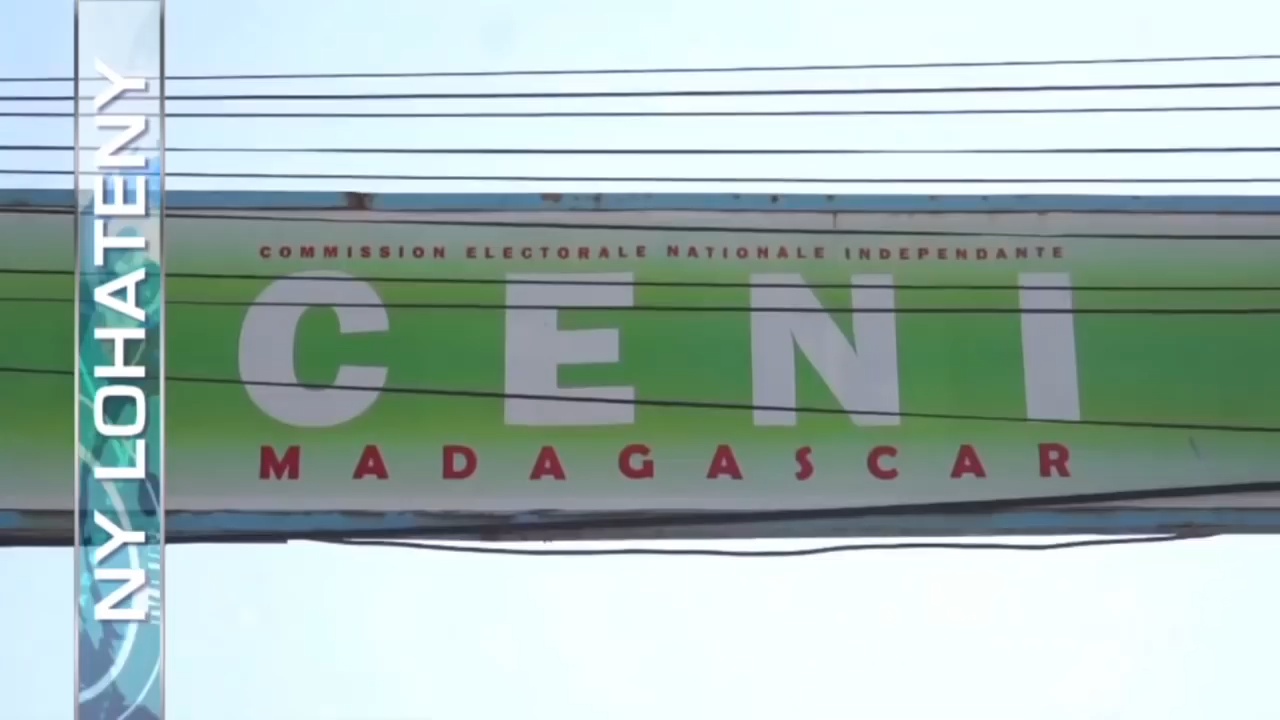 NY LOHATENY
COMMISSION ELECTORALE NATIONALE INDEPENDANTE
CENI
MADAGASCAR